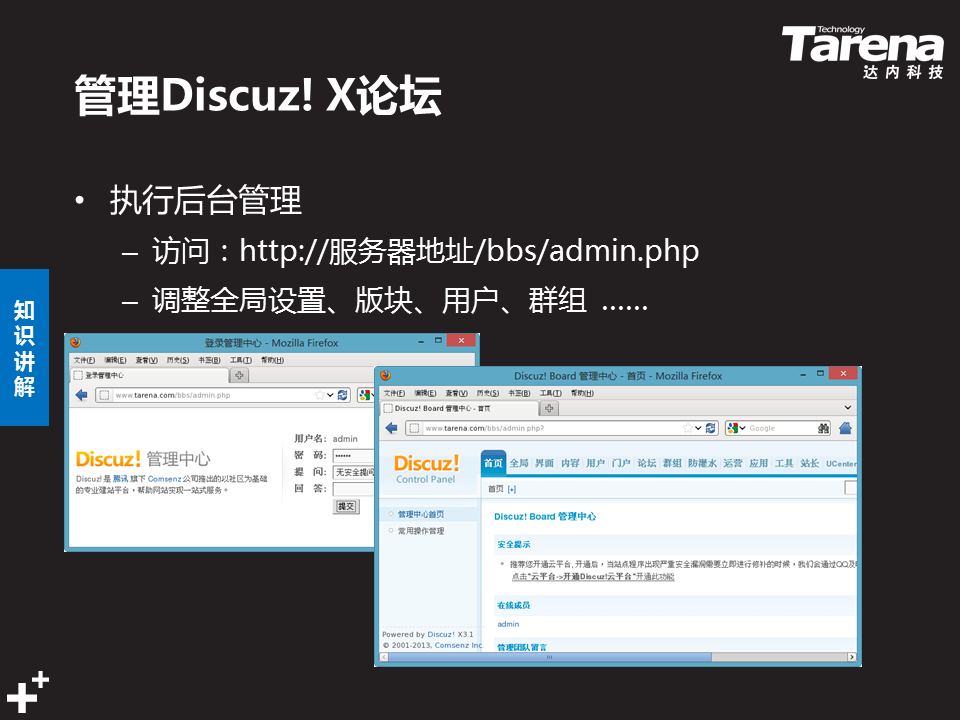 Technology
Tarena
达内科技
管理Discuz! X论坛
• 执行后台管理
– 访问：http://服务器地址/bbs/admin.php
– 调整全局设置、版块、用户、群组 ……
知识讲解
登录管理中心 - Mozilla Firefox
文件(F) 编辑(E) 查看(V) 历史(S) 书签(B) 工具(T) 帮助(H)
登录管理中心
www.tarena.com/bbs/admin.php
Discuz! 管理中心
Discuz! 是 腾讯 旗下 Comsenz 公司推出的以社区为基础
的专业建站平台，帮助网站实现一站式服务。
用户名: admin
密 码: ••••••
提 问: 无安全提问
回 答:
提交
Discuz! Board 管理中心 - 首页 - Mozilla Firefox
文件(F) 编辑(E) 查看(V) 历史(S) 书签(B) 工具(T) 帮助(H)
Discuz! Board 管理中心 - 首页
www.tarena.com/bbs/admin.php?
Google
Discuz!
Control Panel
首页 全局 界面 内容 用户 门户 论坛 群组 防灌水 运营 应用 工具 站长 UCenter
首页 [+]
管理中心首页
常用操作管理
Discuz! Board 管理中心
安全提示
推荐您开通云平台,开通后，当站点程序出现严重安全漏洞需要立即进行修补的时候，我们会通过QQ及
点击"云平台->开通Discuz!云平台"开通此功能
在线成员
admin
管理团队留言
Powered by Discuz! X3.1
© 2001-2013, Comsenz Inc.